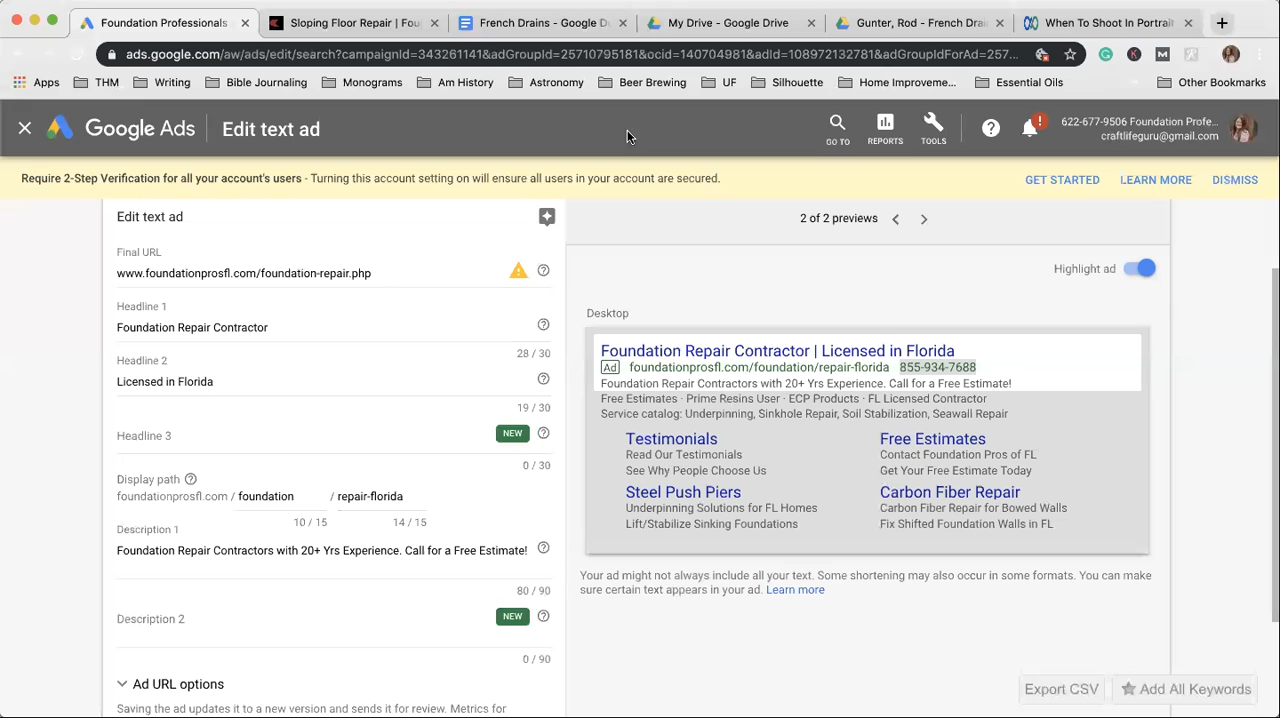 Foundation Professionals
Sloping Floor Repair | Fou
French Drains - Google D
My Drive - Google Drive
Gunter, Rod - French Drai
When To Shoot In Portrait
ads.google.com/aw/ads/edit/search?campaignId=343261141&adGroupId=25710795181&ocid=140704981&adId=108972132781&adGroupIdForAd=257...
Apps THM Writing Bible Journaling Monograms Am History Astronomy Beer Brewing UF Silhouette Home Improveme... Essential Oils Other Bookmarks
Google Ads Edit text ad
GO TO REPORTS TOOLS
622-677-9506 Foundation Profe...
craftlifeguru@gmail.com
Require 2-Step Verification for all your account's users - Turning this account setting on will ensure all users in your account are secured.
GET STARTED LEARN MORE DISMISS
Edit text ad
Final URL
www.foundationprosfl.com/foundation-repair.php
Headline 1
Foundation Repair Contractor
28 / 30
Headline 2
Licensed in Florida
19 / 30
Headline 3 NEW
0 / 30
Display path
foundationprosfl.com / foundation / repair-florida
10 / 15 14 / 15
Description 1
Foundation Repair Contractors with 20+ Yrs Experience. Call for a Free Estimate!
80 / 90
Description 2 NEW
0 / 90
Ad URL options
Saving the ad updates it to a new version and sends it for review. Metrics for
2 of 2 previews
Highlight ad
Desktop
Foundation Repair Contractor | Licensed in Florida
Ad foundationprosfl.com/foundation/repair-florida 855-934-7688
Foundation Repair Contractors with 20+ Yrs Experience. Call for a Free Estimate!
Free Estimates · Prime Resins User · ECP Products · FL Licensed Contractor
Service catalog: Underpinning, Sinkhole Repair, Soil Stabilization, Seawall Repair
Testimonials
Read Our Testimonials
See Why People Choose Us
Free Estimates
Contact Foundation Pros of FL
Get Your Free Estimate Today
Steel Push Piers
Underpinning Solutions for FL Homes
Lift/Stabilize Sinking Foundations
Carbon Fiber Repair
Carbon Fiber Repair for Bowed Walls
Fix Shifted Foundation Walls in FL
Your ad might not always include all your text. Some shortening may also occur in some formats. You can make
sure certain text appears in your ad. Learn more
Export CSV
Add All Keywords